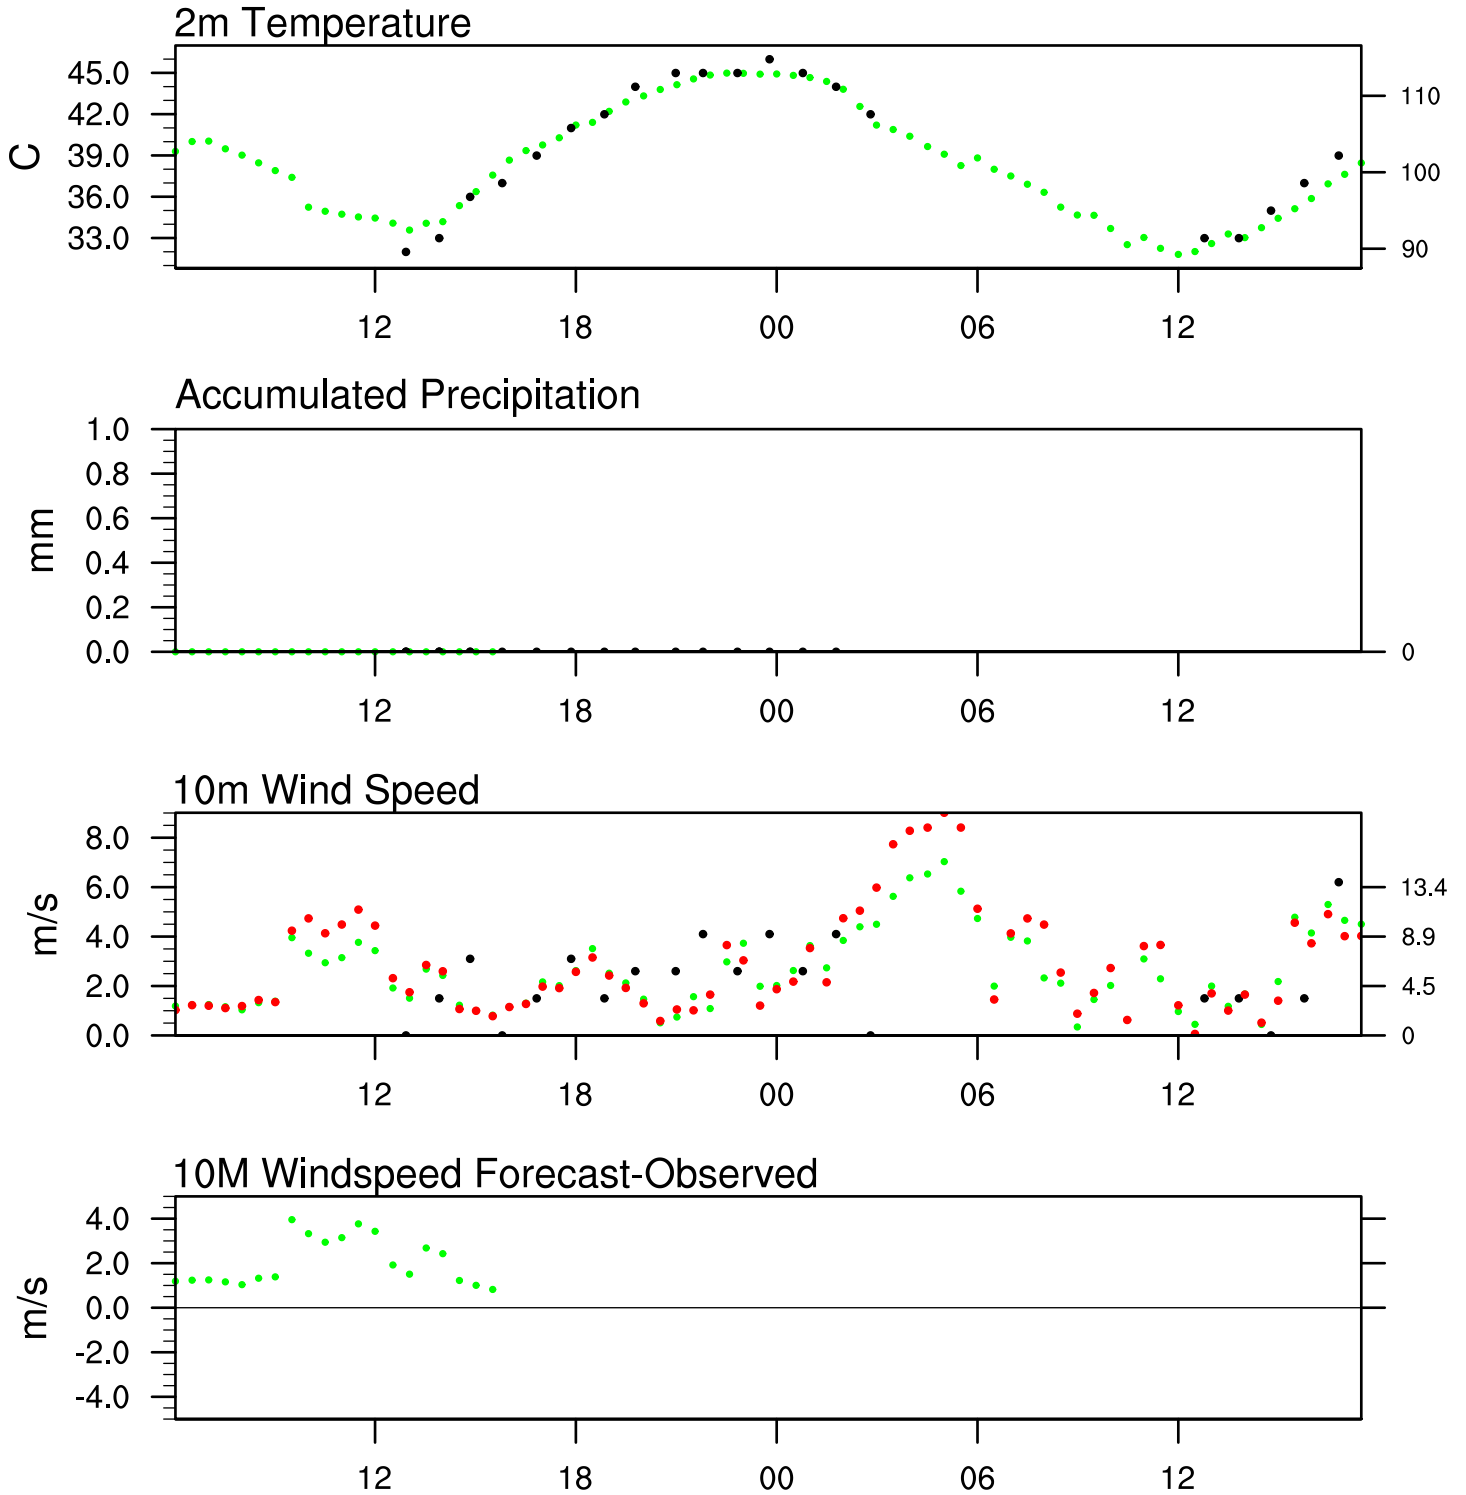 2m Temperature
45.0
42.0
39.0
36.0
33.0
C
110
100
90
12 18 00 06 12
Accumulated Precipitation
1.0
0.8
0.6
0.4
0.2
0.0
mm
0
12 18 00 06 12
10m Wind Speed
8.0
6.0
4.0
2.0
0.0
m/s
13.4
8.9
4.5
0
12 18 00 06 12
10M Windspeed Forecast-Observed
4.0
2.0
0.0
-2.0
-4.0
m/s
12 18 00 06 12